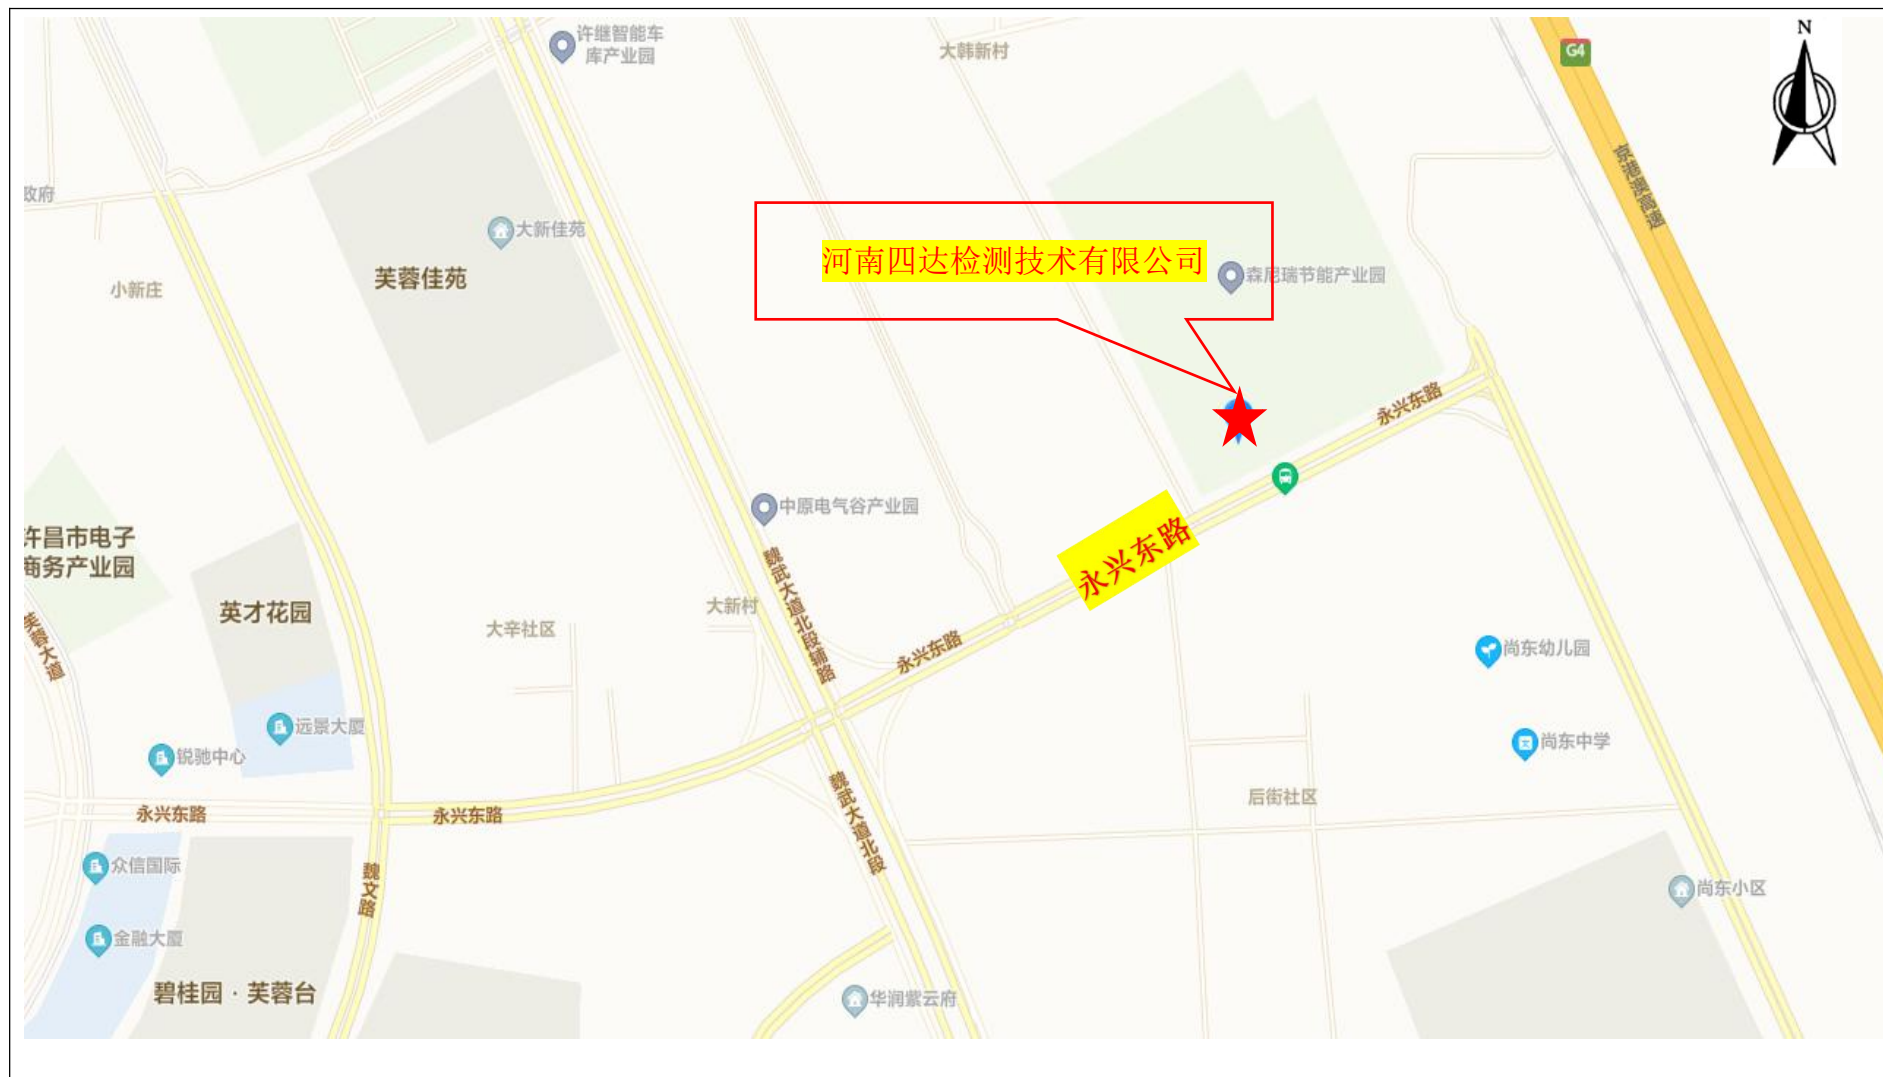 许继智能车
库产业园
大韩新村
G4
N
京港澳高速
政府
大新佳苑
芙蓉佳苑
小新庄
河南四达检测技术有限公司
森尼瑞节能产业园
永兴东路
中原电气谷产业园
永兴东路
许昌市电子
商务产业园
魏武大道北段辅路
英才花园
大新村
大辛社区
芙蓉大道
永兴东路
尚东幼儿园
远景大厦
锐驰中心
尚东中学
魏武大道北段
后街社区
永兴东路
永兴东路
众信国际
魏文路
尚东小区
金融大厦
碧桂园·芙蓉台
华润紫云府